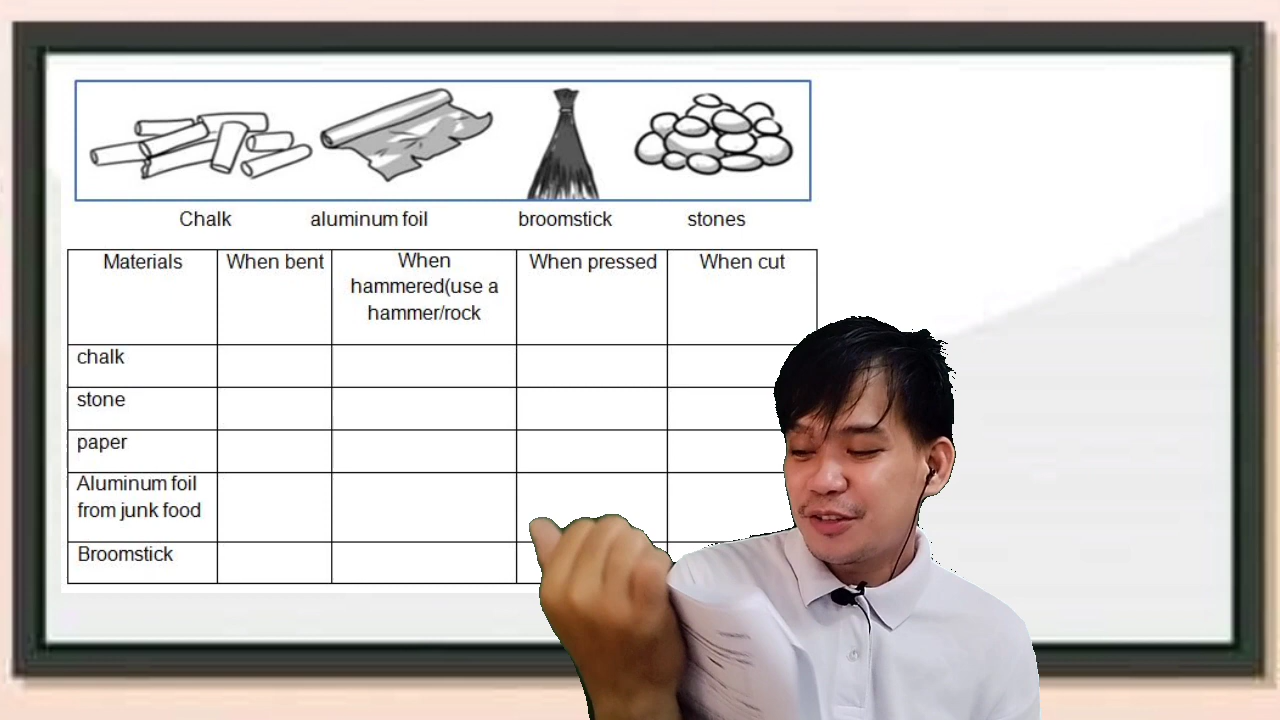 Chalk aluminum foil broomstick stones
Materials When bent When hammered(use a hammer/rock When pressed When cut
chalk
stone
paper
Aluminum foil
from junk food
Broomstick